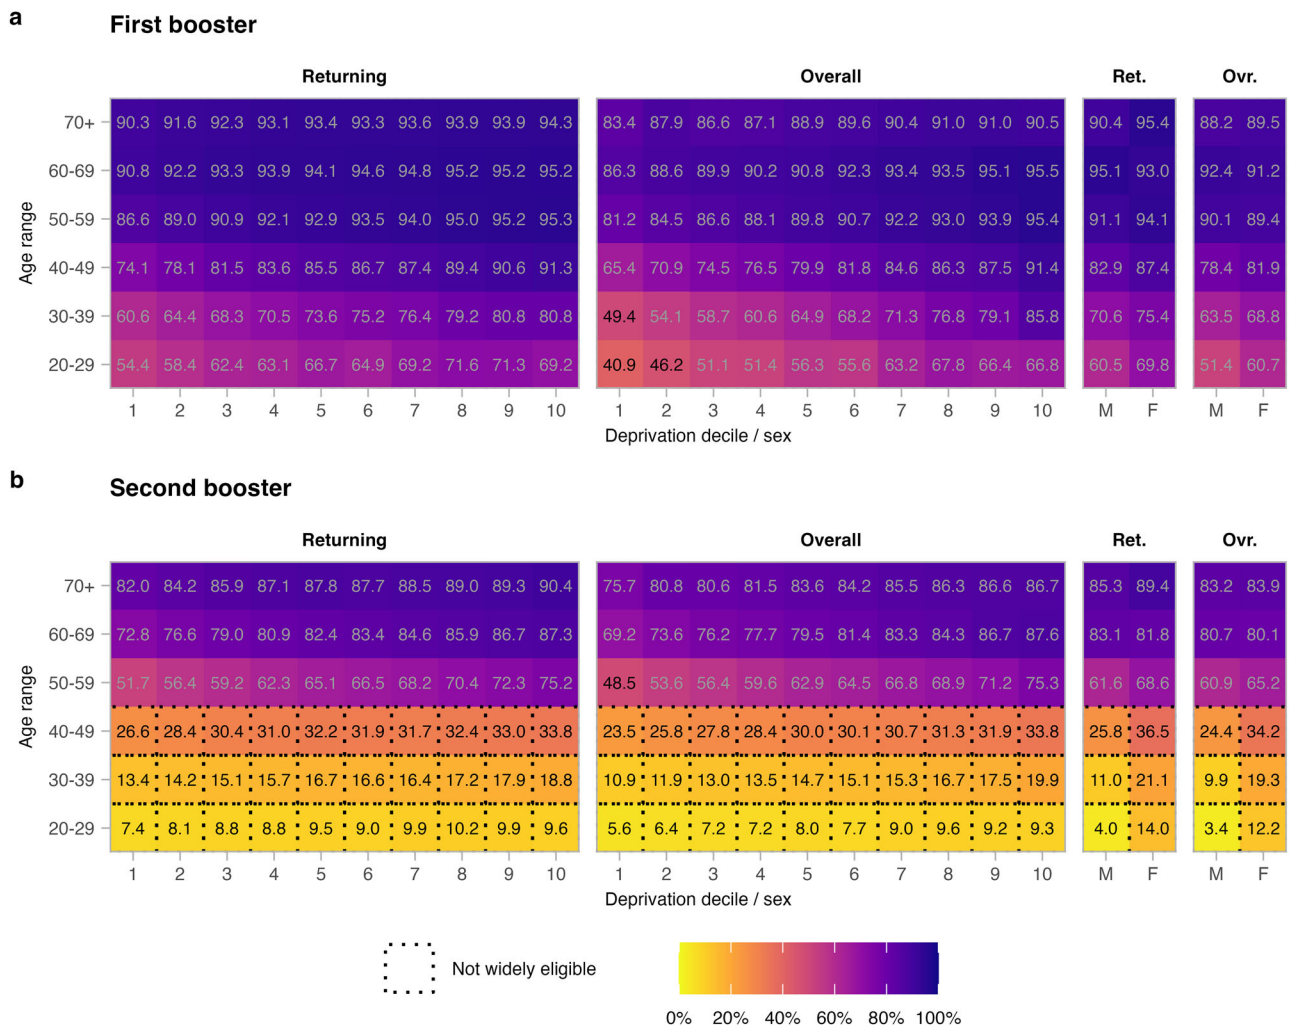 a
First booster
Returning Overall Ret. Ovr.
Age range
70+ 90.3 91.6 92.3 93.1 93.4 93.3 93.6 93.9 93.9 94.3 83.4 87.9 86.6 87.1 88.9 89.6 90.4 91.0 91.0 90.5 90.4 95.4 88.2 89.5
60-69 90.8 92.2 93.3 93.9 94.1 94.6 94.8 95.2 95.2 95.2 86.3 88.6 89.9 90.2 90.8 92.3 93.4 93.5 95.1 95.5 95.1 93.0 92.4 91.2
50-59 86.6 89.0 90.9 92.1 92.9 93.5 94.0 95.0 95.2 95.3 81.2 84.5 86.6 88.1 89.8 90.7 92.2 93.0 93.9 95.4 91.1 94.1 90.1 89.4
40-49 74.1 78.1 81.5 83.6 85.5 86.7 87.4 89.4 90.6 91.3 65.4 70.9 74.5 76.5 79.9 81.8 84.6 86.3 87.5 91.4 82.9 87.4 78.4 81.9
30-39 60.6 64.4 68.3 70.5 73.6 75.2 76.4 79.2 80.8 80.8 49.4 54.1 58.7 60.6 64.9 68.2 71.3 76.8 79.1 85.8 70.6 75.4 63.5 68.8
20-29 54.4 58.4 62.4 63.1 66.7 64.9 69.2 71.6 71.3 69.2 40.9 46.2 51.1 51.4 56.3 55.6 63.2 67.8 66.4 66.8 60.5 69.8 51.4 60.7
1 2 3 4 5 6 7 8 9 10 1 2 3 4 5 6 7 8 9 10 M F M F
Deprivation decile / sex
b
Second booster
Returning Overall Ret. Ovr.
Age range
70+ 82.0 84.2 85.9 87.1 87.8 87.7 88.5 89.0 89.3 90.4 75.7 80.8 80.6 81.5 83.6 84.2 85.5 86.3 86.6 86.7 85.3 89.4 83.2 83.9
60-69 72.8 76.6 79.0 80.9 82.4 83.4 84.6 85.9 86.7 87.3 69.2 73.6 76.2 77.7 79.5 81.4 83.3 84.3 86.7 87.6 83.1 81.8 80.7 80.1
50-59 51.7 56.4 59.2 62.3 65.1 66.5 68.2 70.4 72.3 75.2 48.5 53.6 56.4 59.6 62.9 64.5 66.8 68.9 71.2 75.3 61.6 68.6 60.9 65.2
40-49 26.6 28.4 30.4 31.0 32.2 31.9 31.7 32.4 33.0 33.8 23.5 25.8 27.8 28.4 30.0 30.1 30.7 31.3 31.9 33.8 25.8 36.5 24.4 34.2
30-39 13.4 14.2 15.1 15.7 16.7 16.6 16.4 17.2 17.9 18.8 10.9 11.9 13.0 13.5 14.7 15.1 15.3 16.7 17.5 19.9 11.0 21.1 9.9 19.3
20-29 7.4 8.1 8.8 8.8 9.5 9.0 9.9 10.2 9.9 9.6 5.6 6.4 7.2 7.2 8.0 7.7 9.0 9.6 9.2 9.3 4.0 14.0 3.4 12.2
1 2 3 4 5 6 7 8 9 10 1 2 3 4 5 6 7 8 9 10 M F M F
Deprivation decile / sex
Not widely eligible
0% 20% 40% 60% 80% 100%